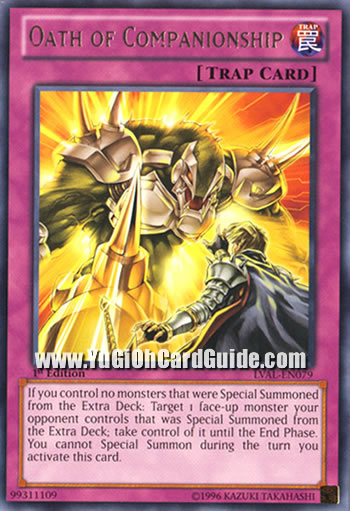 OATH OF COMPANIONSHIP
TRAP
罠
[TRAP CARD]
www.YuGiOhCardGuide.com
1st Edition
LVAL-EN079
If you control no monsters that were Special Summoned
from the Extra Deck: Target 1 face-up monster your
opponent controls that was Special Summoned from
the Extra Deck; take control of it until the End Phase.
You cannot Special Summon during the turn you
activate this card.
99311109
©1996 KAZUKI TAKAHASHI